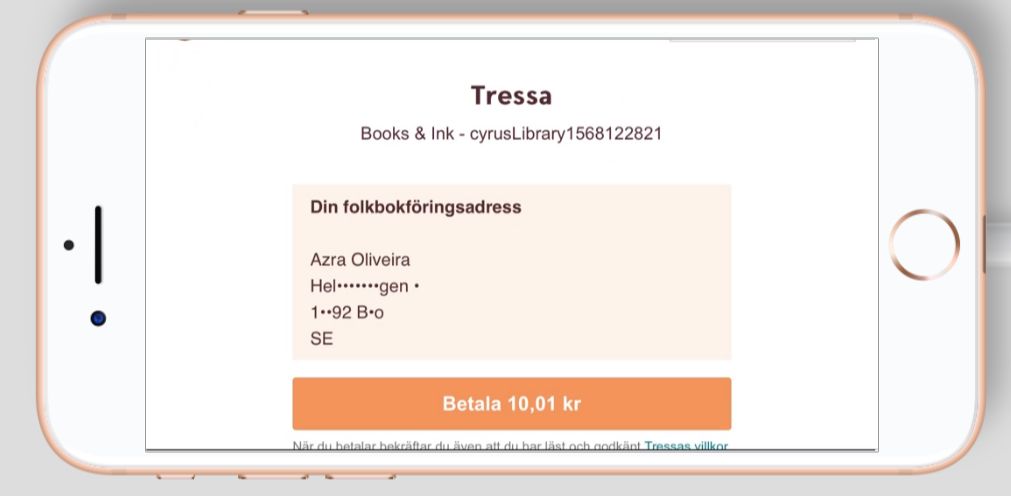 Tressa
Books & Ink - cyrusLibrary1568122821
Din folkbokföringsadress
Azra Oliveira
Hel•••••••gen •
1••92 B•o
SE
Betala 10,01 kr
När du betalar bekräftar du även att du har läst och godkänt Tressas villkor